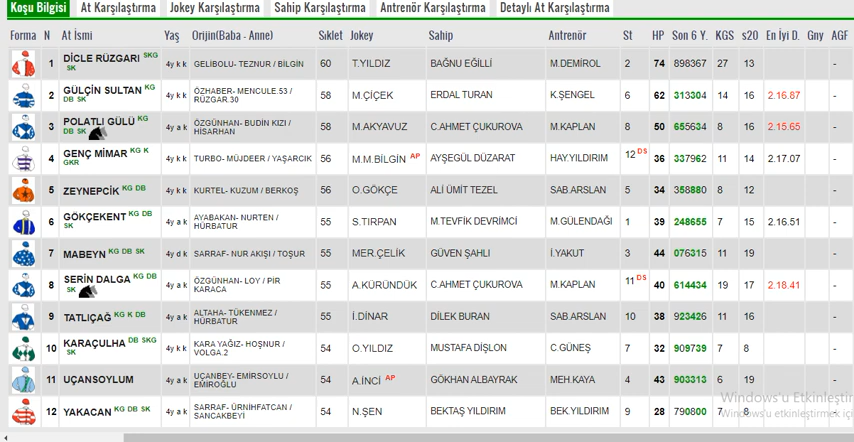 Koşu Bilgisi At Karşılaştırma Jokey Karşılaştırma Sahip Karşılaştırma Antrenör Karşılaştırma Detaylı At Karşılaştırma
Forma N At İsmi Yaş Orijin(Baba - Anne) Sıklet Jokey Sahip Antrenör St HP Son 6 Y. KGS s20 En İyi D. Gny AGF
1 DİCLE RÜZGARI SKG SK 4y k k GELİBOLU- TEZNUR / BİLGİN 60 T.YILDIZ BAĞNU EĞİLLİ M.DEMİROL 2 74 898367 27 13 -
2 GÜLÇİN SULTAN KG DB SK 4y k k ÖZHABER- MENCULE.53 / RÜZGAR.30 58 M.ÇİÇEK ERDAL TURAN K.ŞENGEL 6 62 313304 14 16 2.16.87 -
3 POLATLI GÜLÜ KG DB SK 4y a k ÖZGÜNHAN- BUDİN KIZI / HİSARHAN 58 M.AKYAVUZ C.AHMET ÇUKUROVA M.KAPLAN 8 50 655634 8 16 2.15.65 -
4 GENÇ MİMAR KG K GKR 4y k k TURBO- MÜJDEER / YAŞARCIK 56 M.M.BİLGİN AP AYŞEGÜL DÜZARAT HAY.YILDIRIM 12 DS 36 337962 11 14 2.17.07 -
5 ZEYNEPCİK KG DB 4y k k KURTEL- KUZUM / BERKOŞ 56 O.GÖKÇE ALİ ÜMİT TEZEL SAB.ARSLAN 5 34 358880 8 12 -
6 GÖKÇEKENT KG DB SK 4y a k AYABAKAN- NURTEN / HÜRBATUR 55 S.TIRPAN M.TEVFİK DEVRİMCİ M.GÜLENDAĞI 1 39 248655 7 15 2.16.51 -
7 MABEYN KG DB SK 4y d k SARRAF- NUR AKIŞI / TOŞUR 55 MER.ÇELİK GÜVEN ŞAHLI İ.YAKUT 3 44 076315 11 19 -
8 SERİN DALGA KG DB SK 4y a k ÖZGÜNHAN- LOY / PİR KARACA 55 A.KÜRÜNDÜK C.AHMET ÇUKUROVA M.KAPLAN 11 DS 40 614434 19 17 2.18.41 -
9 TATLIÇAĞ KG K DB 4y a k ALTAHA- TÜKENMEZ / HÜRBATUR 55 İ.DİNAR DİLEK BURAN SAB.ARSLAN 10 38 923426 11 16 -
10 KARAÇULHA DB SKG SK 4y k k KARA YAĞIZ- HOŞNUR / VOLGA.2 54 O.YILDIZ MUSTAFA DİŞLON C.GÜNEŞ 7 32 909739 7 8 -
11 UÇANSOYLUM 4y a k UÇANBEY- EMİRSOYLU / EMİROĞLU 54 A.İNCİ AP GÖKHAN ALBAYRAK MEH.KAYA 4 43 903313 6 19 -
12 YAKACAN KG DB SK 4y a k SARRAF- ÜRNİHFATCAN / SANCAKBEYİ 54 N.ŞEN BEKTAŞ YILDIRIM BEK.YILDIRIM 9 28 790800 7 8 -
Windows'u Etkinleştir
Windows'u etkinleştirmek içi